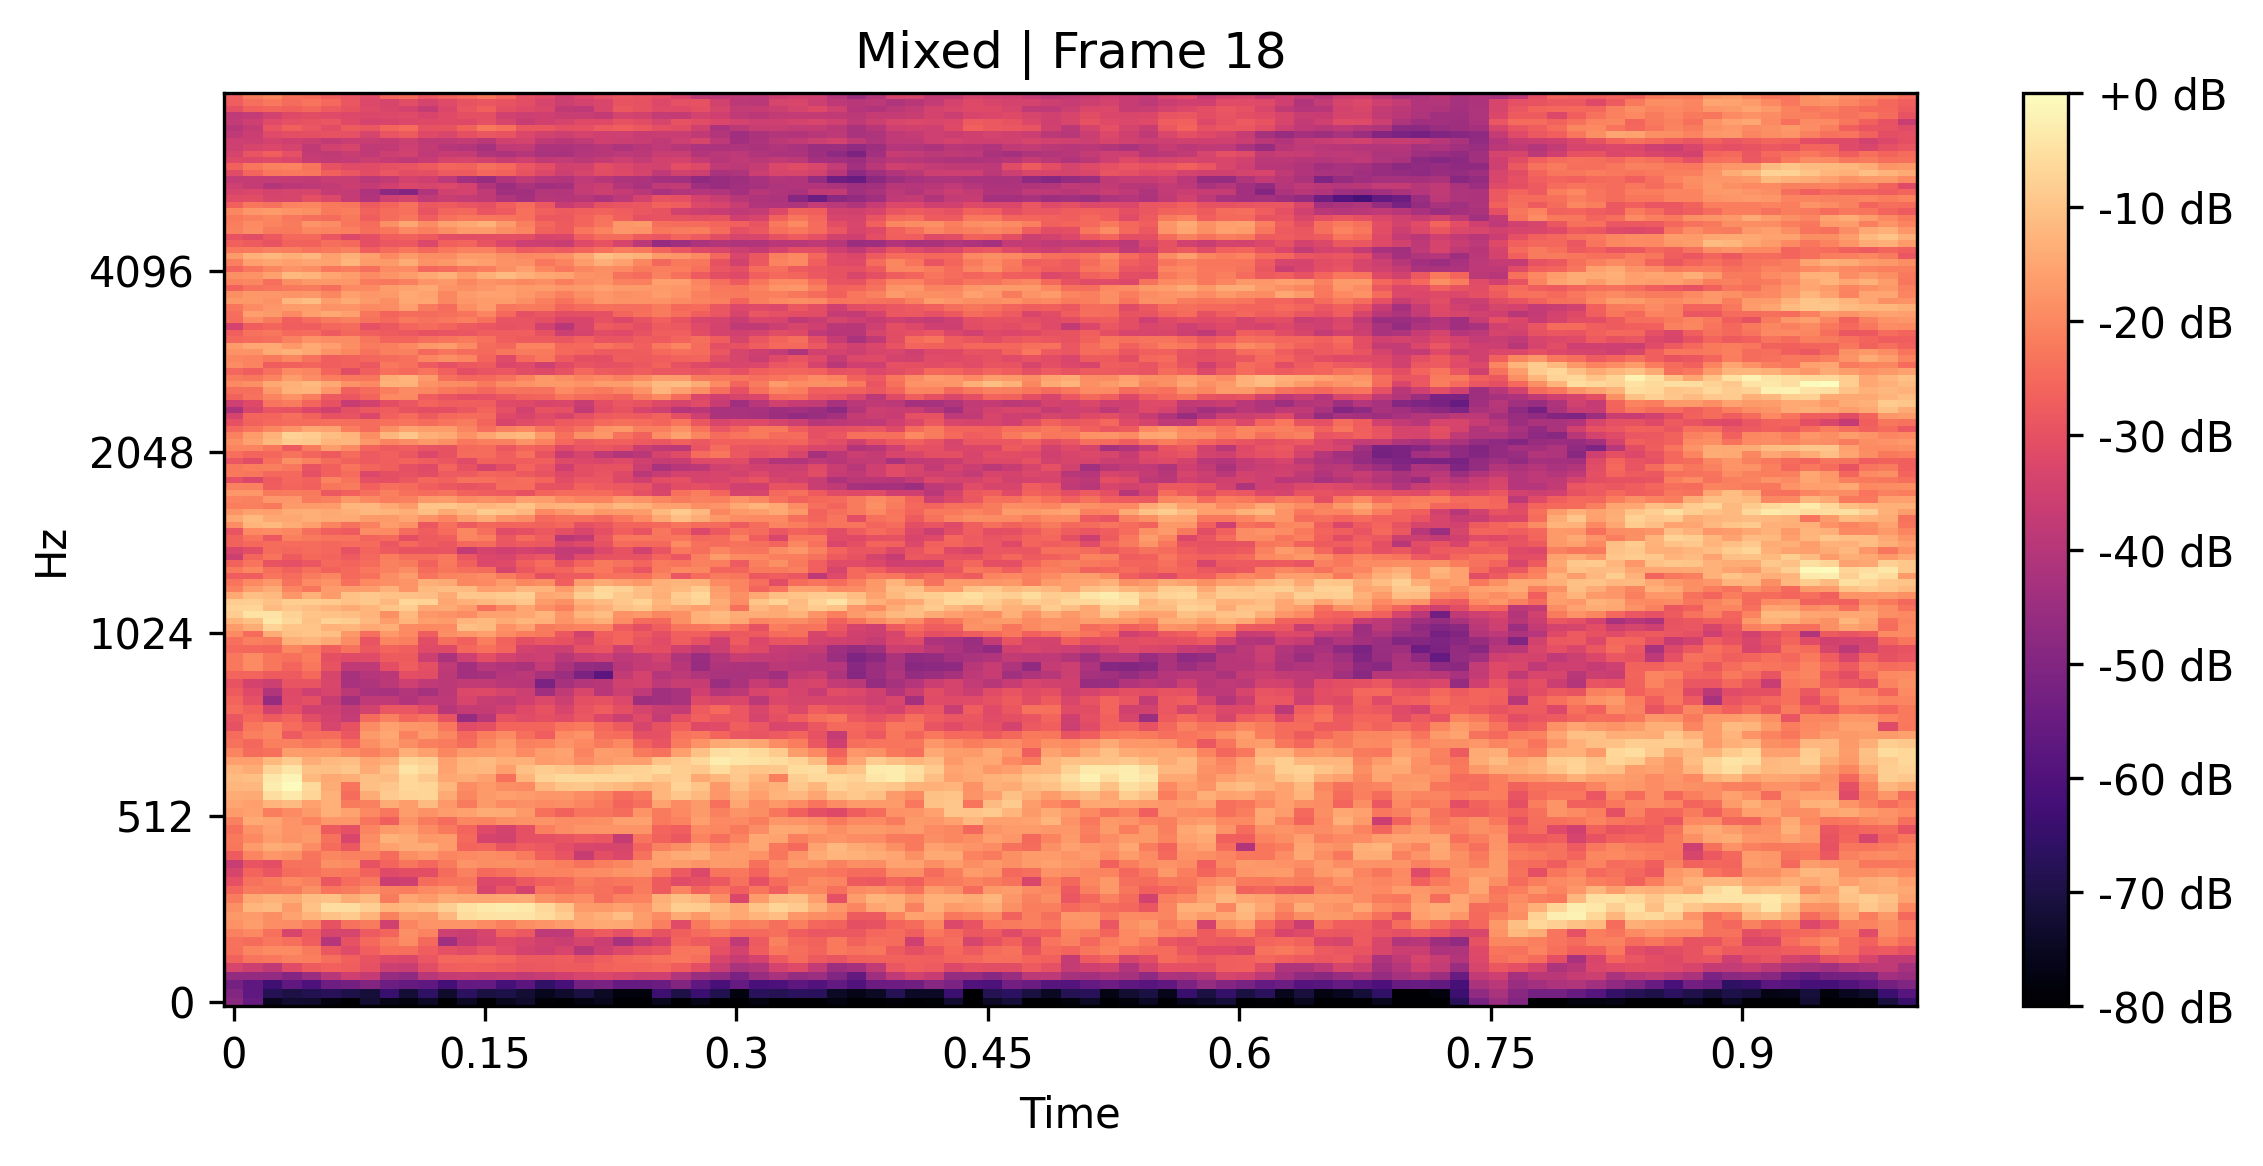 Mixed | Frame 18
+0 dB
-10 dB
-20 dB
-30 dB
-40 dB
-50 dB
-60 dB
-70 dB
-80 dB
Hz
4096
2048
1024
512
0
0 0.15 0.3 0.45 0.6 0.75 0.9
Time